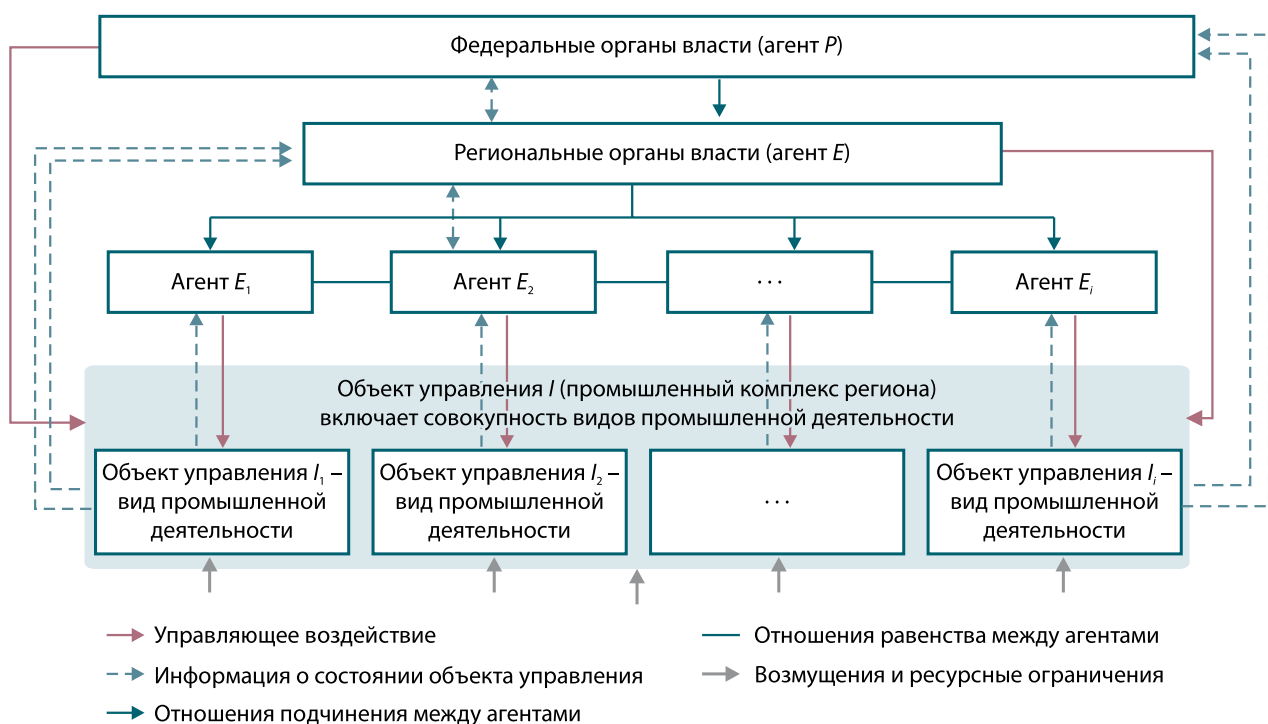 Федеральные органы власти (агент P)
Региональные органы власти (агент E)
Агент E1
Агент E2
...
Агент Ei
Объект управления I (промышленный комплекс региона)
включает совокупность видов промышленной деятельности
Объект управления I1 –
вид промышленной
деятельности
Объект управления I2 –
вид промышленной
деятельности
...
Объект управления Ii –
вид промышленной
деятельности
Управляющее воздействие
Информация о состоянии объекта управления
Отношения подчинения между агентами
Отношения равенства между агентами
Возмущения и ресурсные ограничения